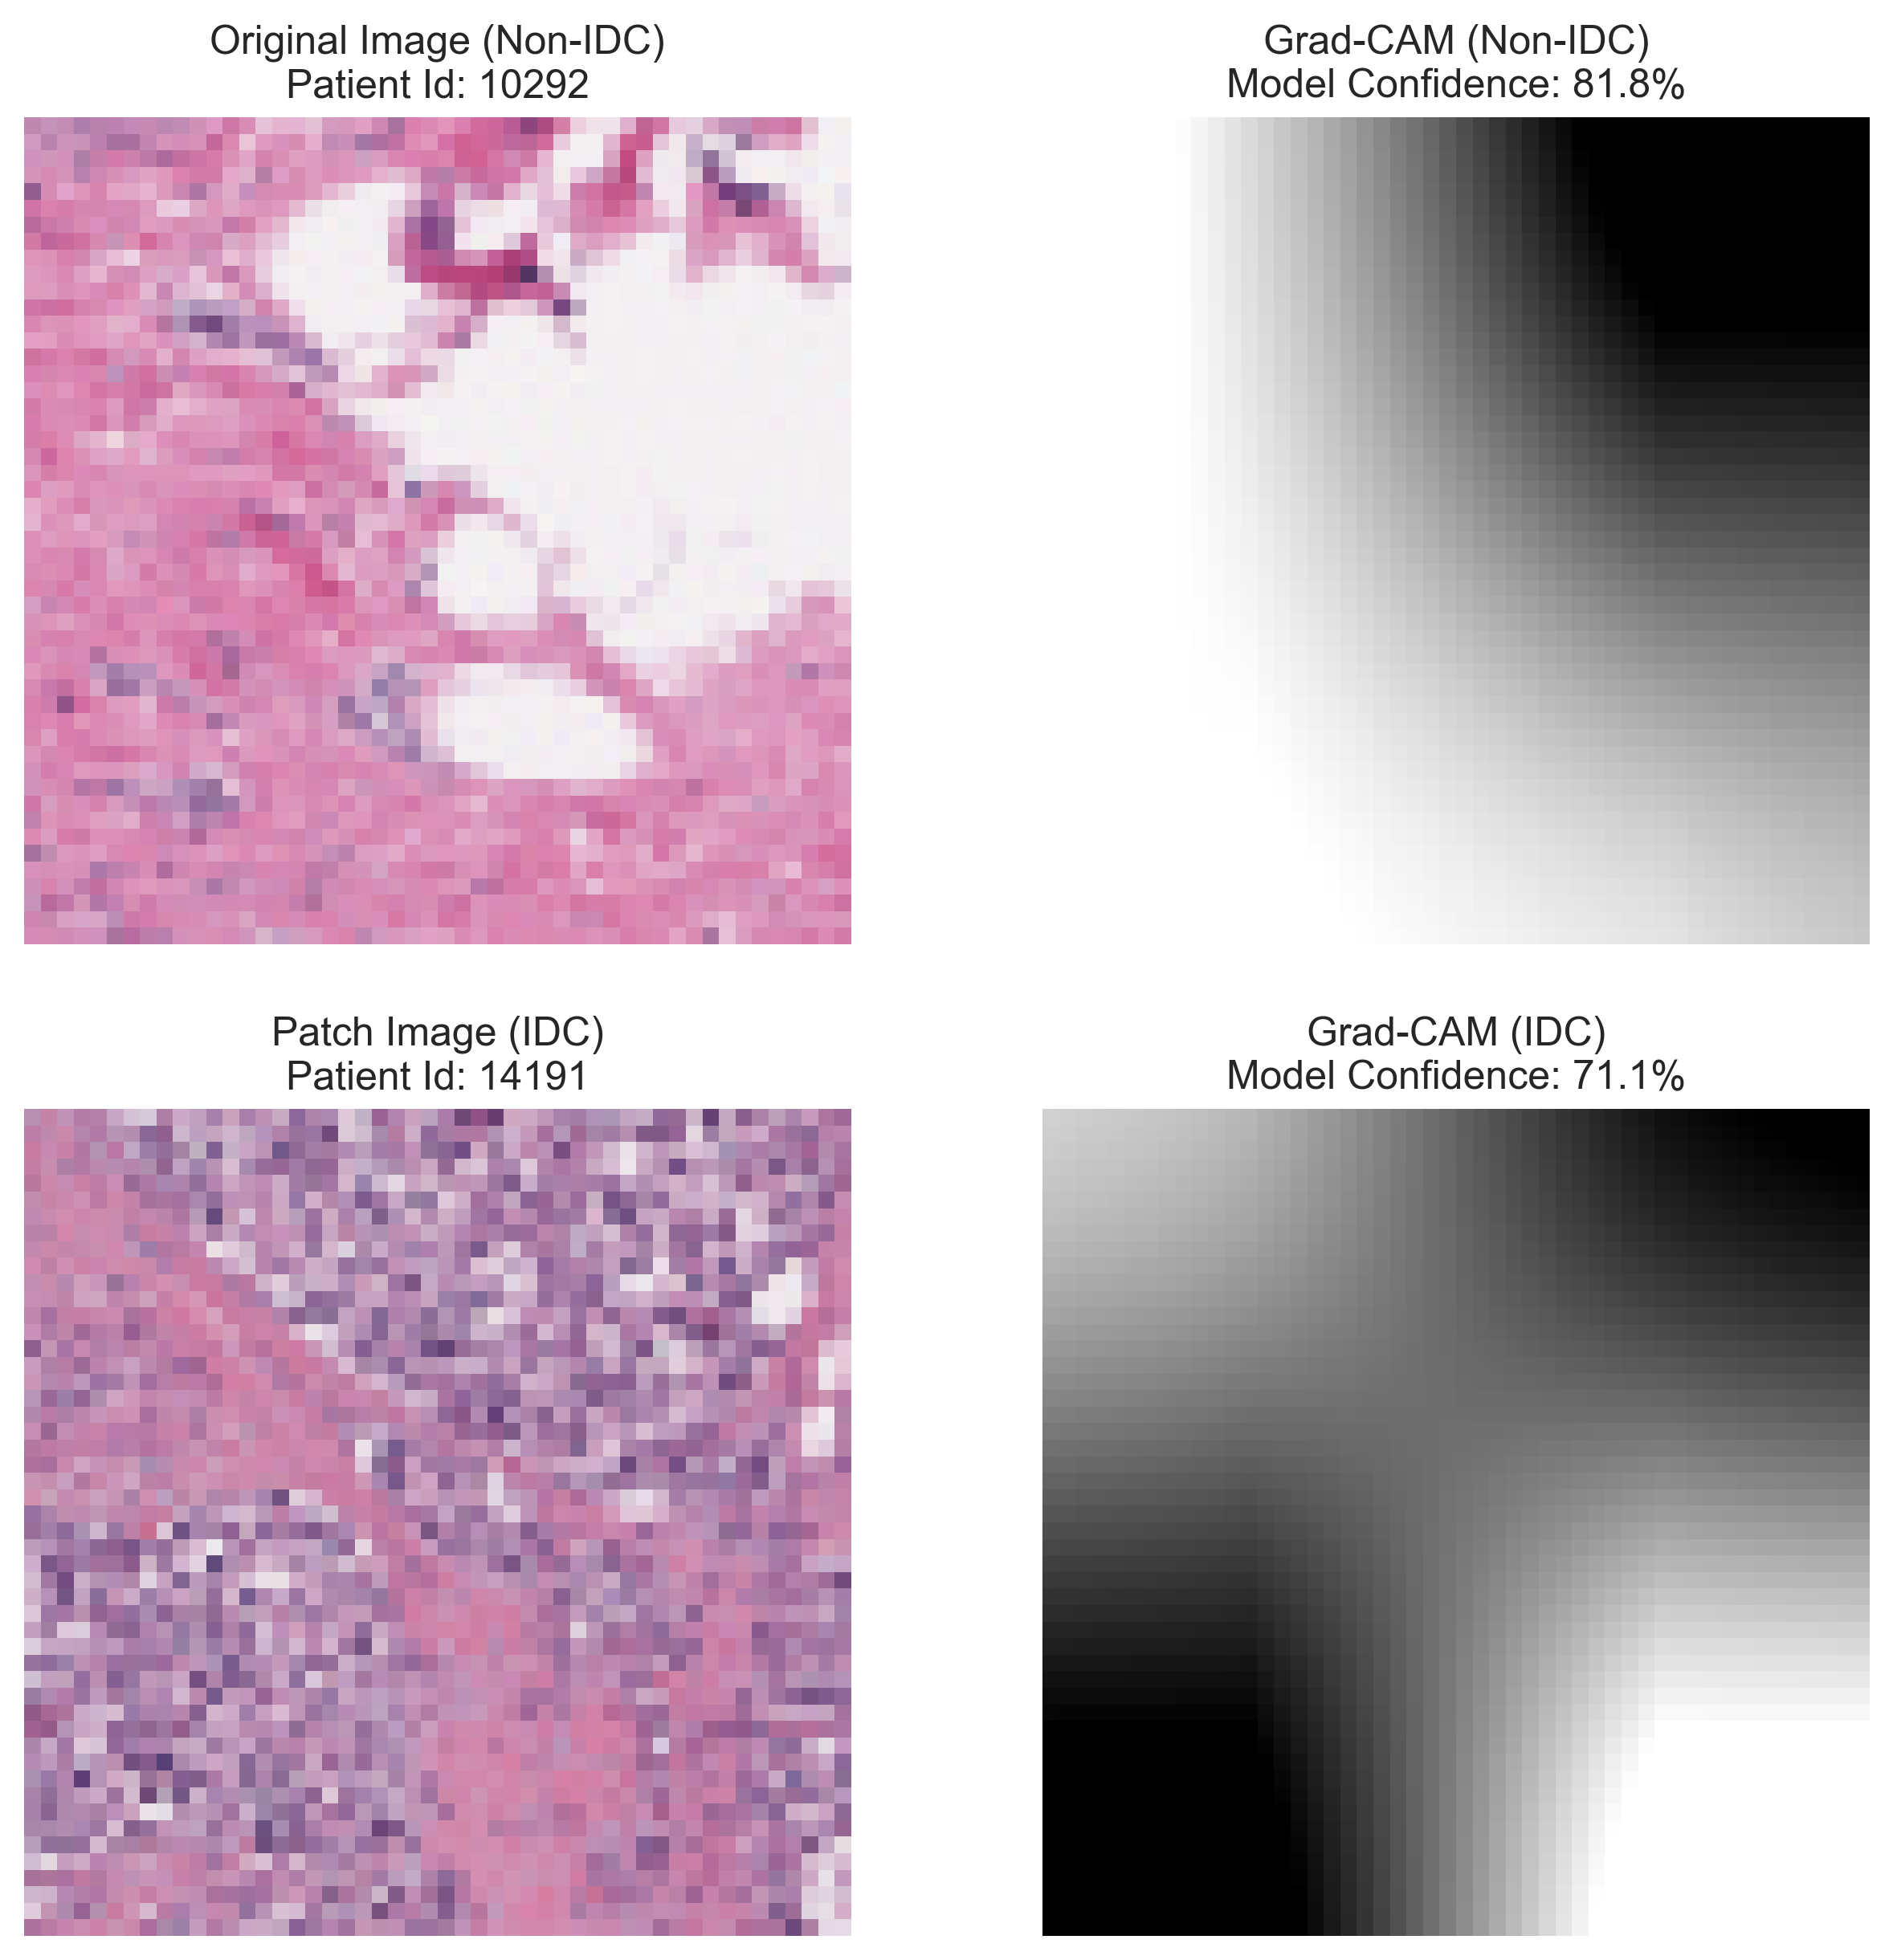 Original Image (Non-IDC)
Patient Id: 10292
Grad-CAM (Non-IDC)
Model Confidence: 81.8%
Patch Image (IDC)
Patient Id: 14191
Grad-CAM (IDC)
Model Confidence: 71.1%